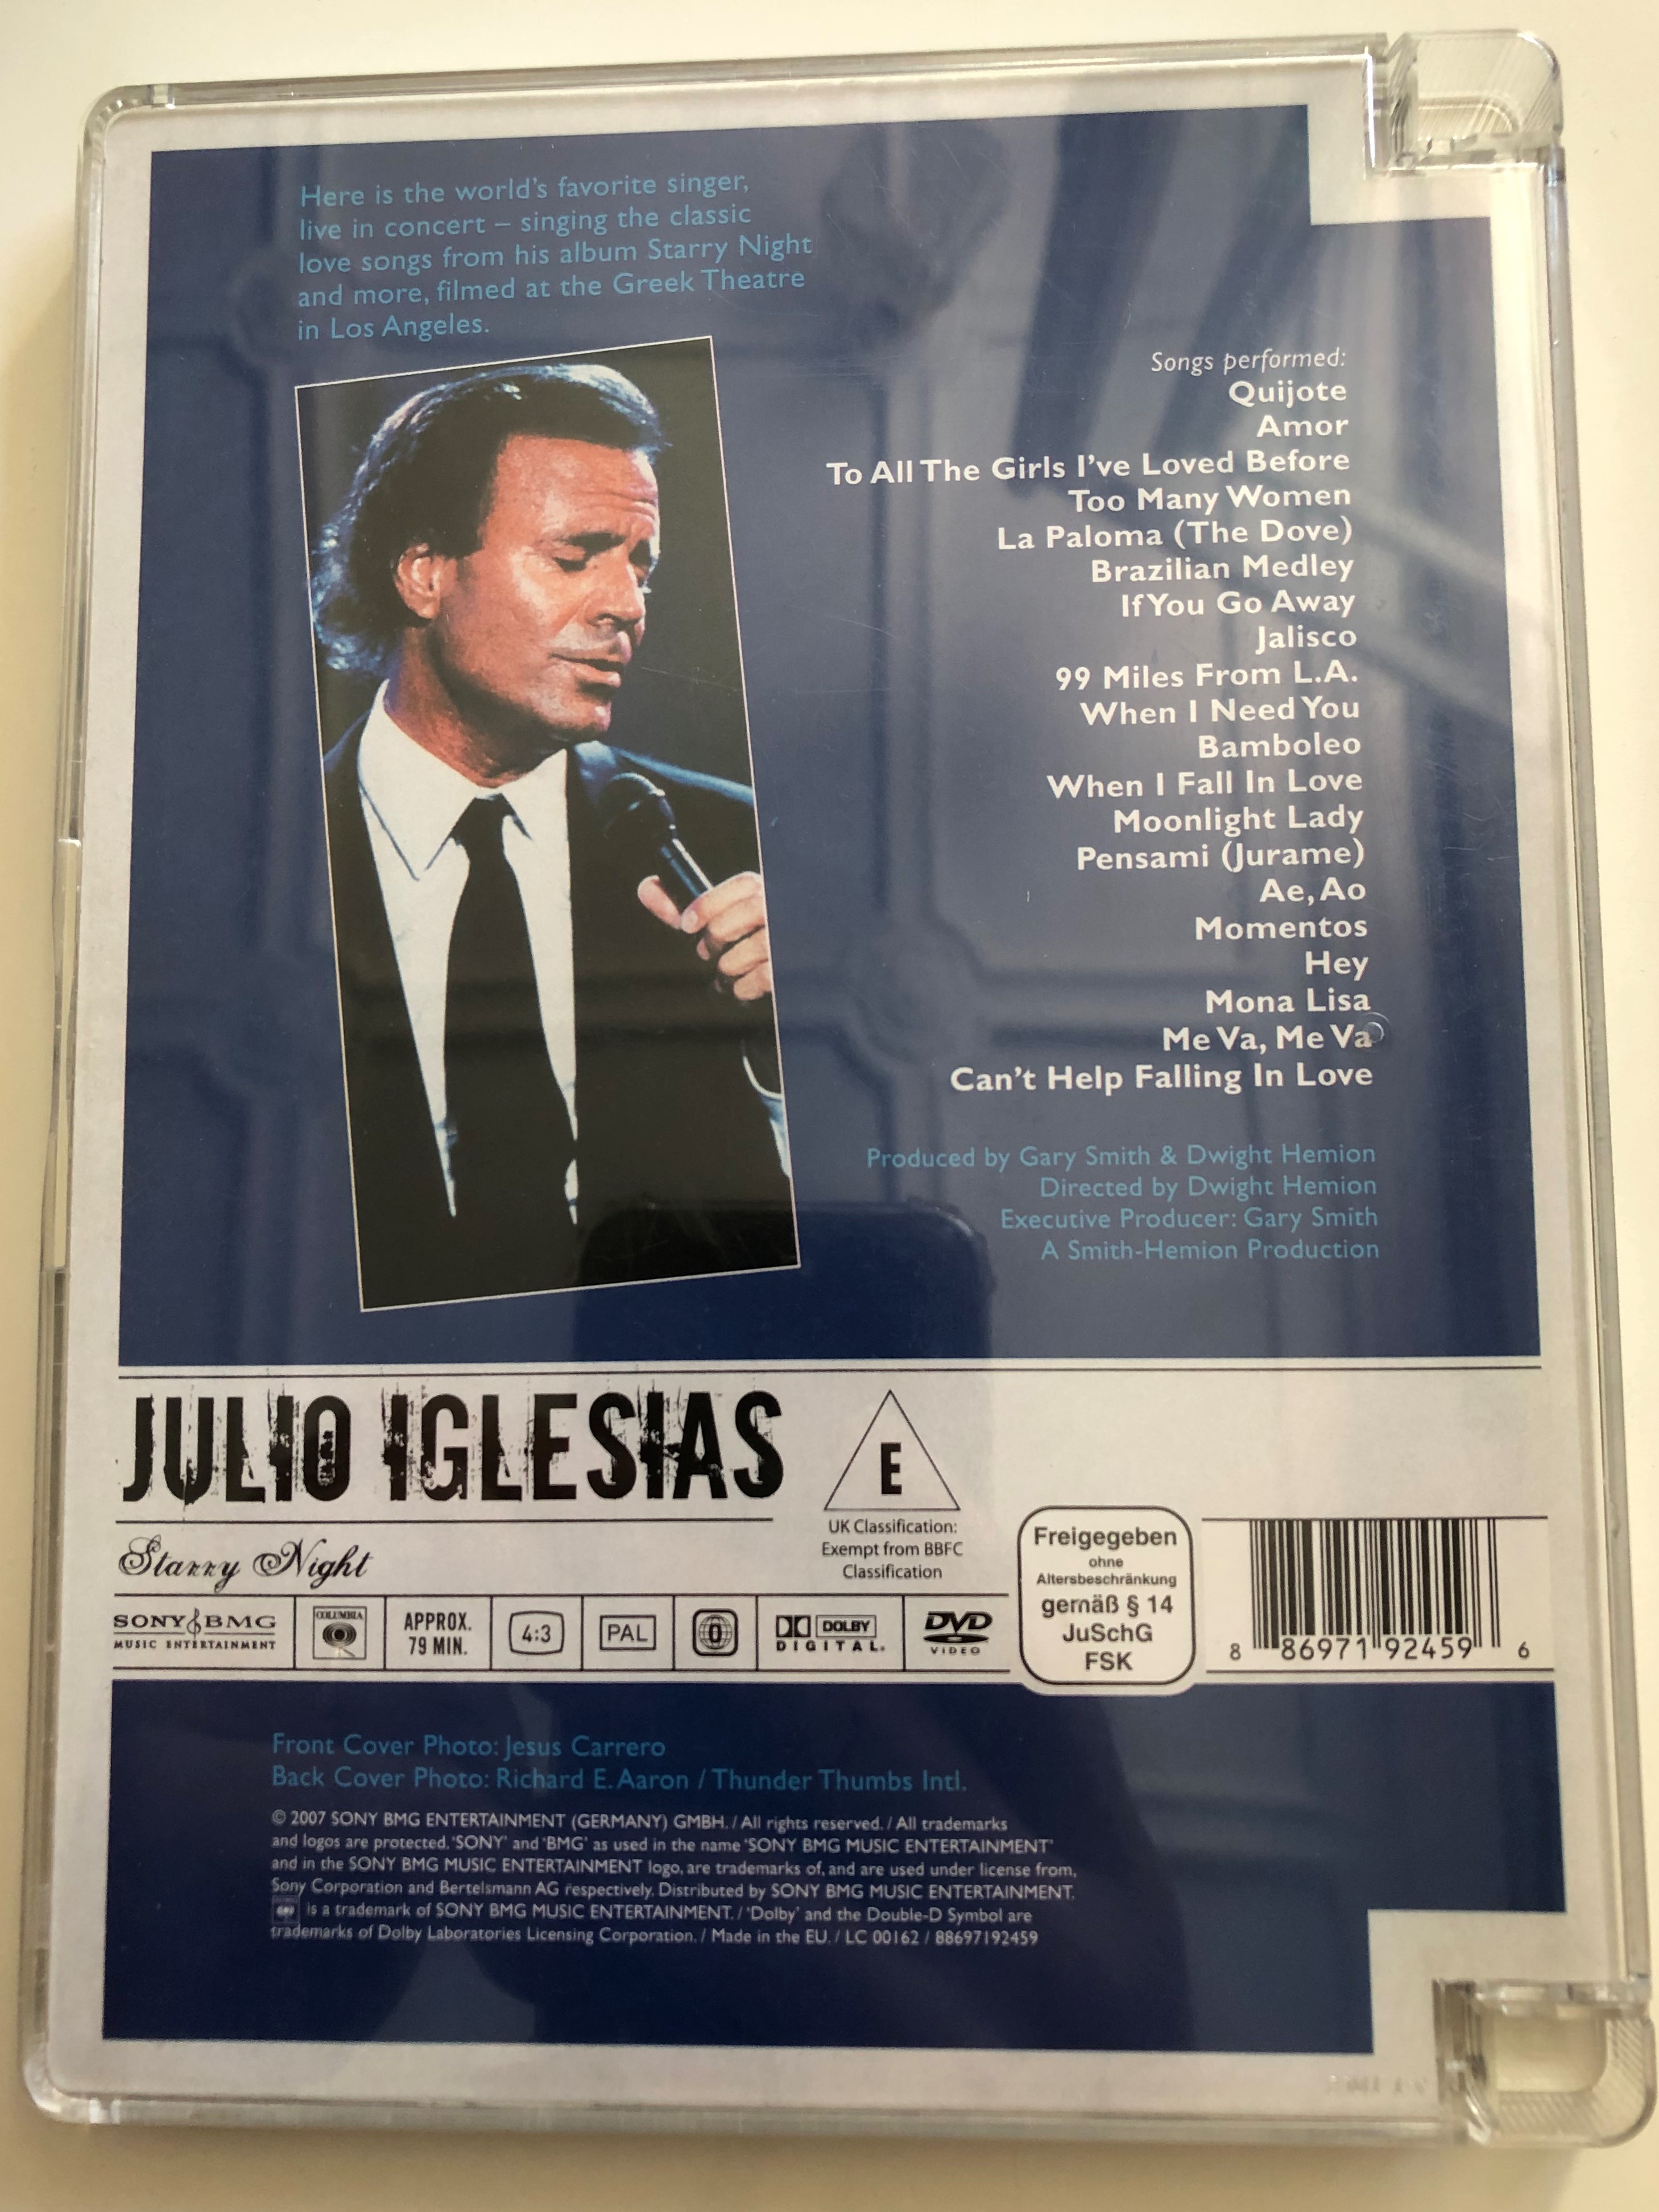 Here is the world's favorite singer,
live in concert – singing the classic
love songs from his album Starry Night
and more, filmed at the Greek Theatre
in Los Angeles.
Songs performed:
Quijote
Amor
To All The Girls I've Loved Before
Too Many Women
La Paloma (The Dove)
Brazilian Medley
If You Go Away
Jalisco
99 Miles From L.A.
When I Need You
Bamboleo
When I Fall In Love
Moonlight Lady
Pensami (Jurame)
Ae, Ao
Momentos
Hey
Mona Lisa
Me Va, Me Va
Can't Help Falling In Love
Produced by Gary Smith & Dwight Hemion
Directed by Dwight Hemion
Executive Producer: Gary Smith
A Smith-Hemion Production
JULIO IGLESIAS
Starry Night
E
UK Classification:
Exempt from BBFC
Classification
SONY BMG
MUSIC ENTERTAINMENT
COLUMBIA
APPROX.
79 MIN.
4:3
PAL
0
DOLBY
DIGITAL
DVD
VIDEO
Freigegeben
ohne
Altersbeschränkung
gemäß § 14
JuSchG
FSK
8 86971 92459 6
Front Cover Photo: Jesus Carrero
Back Cover Photo: Richard E. Aaron / Thunder Thumbs Intl.
© 2007 SONY BMG ENTERTAINMENT (GERMANY) GMBH. / All rights reserved. / All trademarks
and logos are protected. 'SONY' and 'BMG' as used in the name 'SONY BMG MUSIC ENTERTAINMENT'
and in the SONY BMG MUSIC ENTERTAINMENT logo, are trademarks of, and are used under license from,
Sony Corporation and Bertelsmann AG respectively. Distributed by SONY BMG MUSIC ENTERTAINMENT.
is a trademark of SONY BMG MUSIC ENTERTAINMENT. / 'Dolby' and the Double-D Symbol are
trademarks of Dolby Laboratories Licensing Corporation. / Made in the EU. / LC 00162 / 88697192459